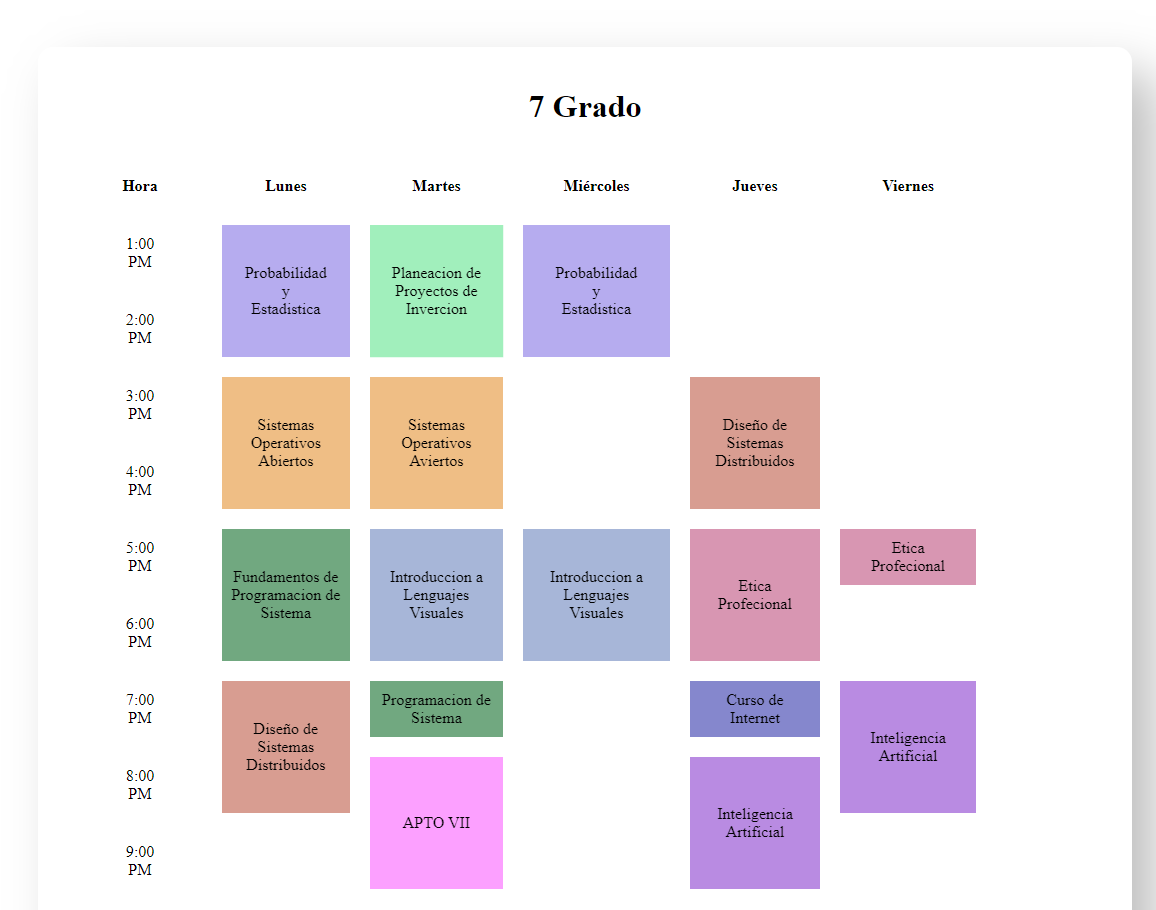 7 Grado
Hora Lunes Martes Miércoles Jueves Viernes
1:00
PM
Probabilidad
y
Estadistica
Planeacion de
Proyectos de
Invercion
Probabilidad
y
Estadistica
2:00
PM
3:00
PM
Sistemas
Operativos
Abiertos
Sistemas
Operativos
Aviertos
Diseño de
Sistemas
Distribuidos
4:00
PM
5:00
PM
Fundamentos de
Programacion de
Sistema
Introduccion a
Lenguajes
Visuales
Introduccion a
Lenguajes
Visuales
Etica
Profecional
Etica
Profecional
6:00
PM
7:00
PM
Diseño de
Sistemas
Distribuidos
Programacion de
Sistema
Curso de
Internet
Inteligencia
Artificial
8:00
PM
APTO VII
Inteligencia
Artificial
9:00
PM